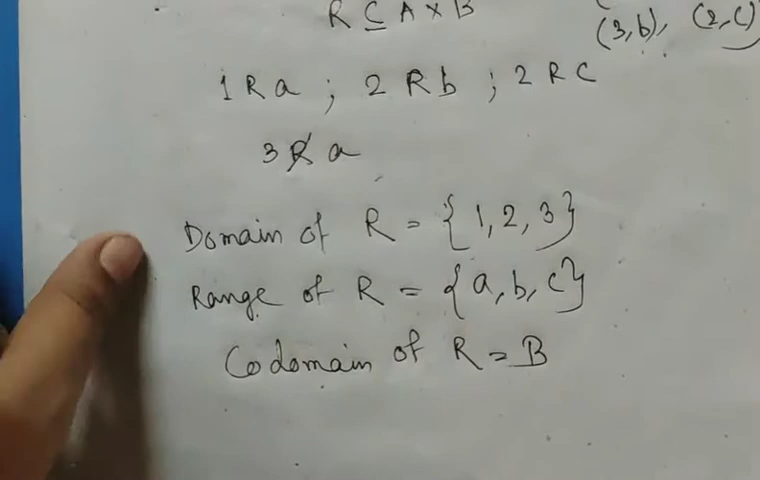 R ⊆ A × B
(3,b), (2,c)
1 R a ; 2 R b ; 2 R C
3 R̸ a
Domain of R = {1, 2, 3}
Range of R = {a, b, c}
Codomain of R = B